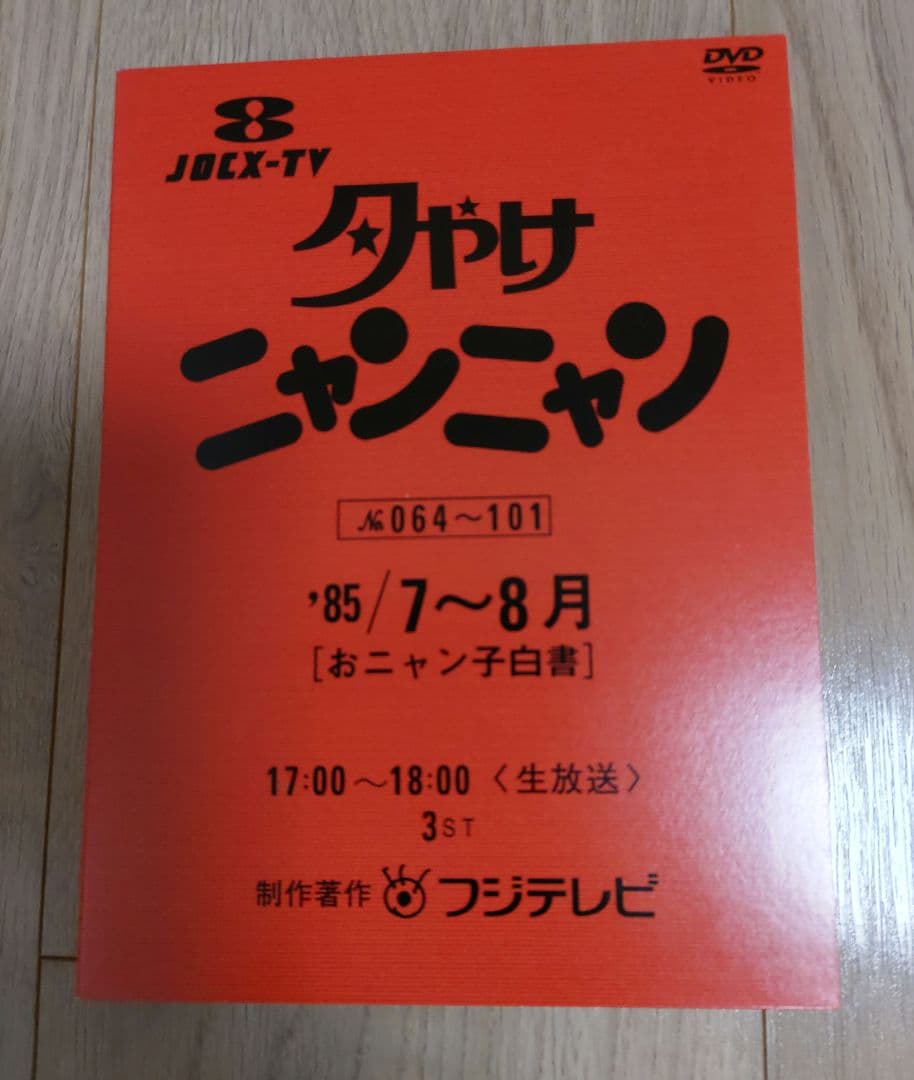 DVD
VIDEO
8
JOCX-TV
夕やけ
ニャンニャン
№064〜101
'85/7〜8月
[おニャン子白書]
17:00〜18:00〈生放送〉
3ST
制作著作 フジテレビ